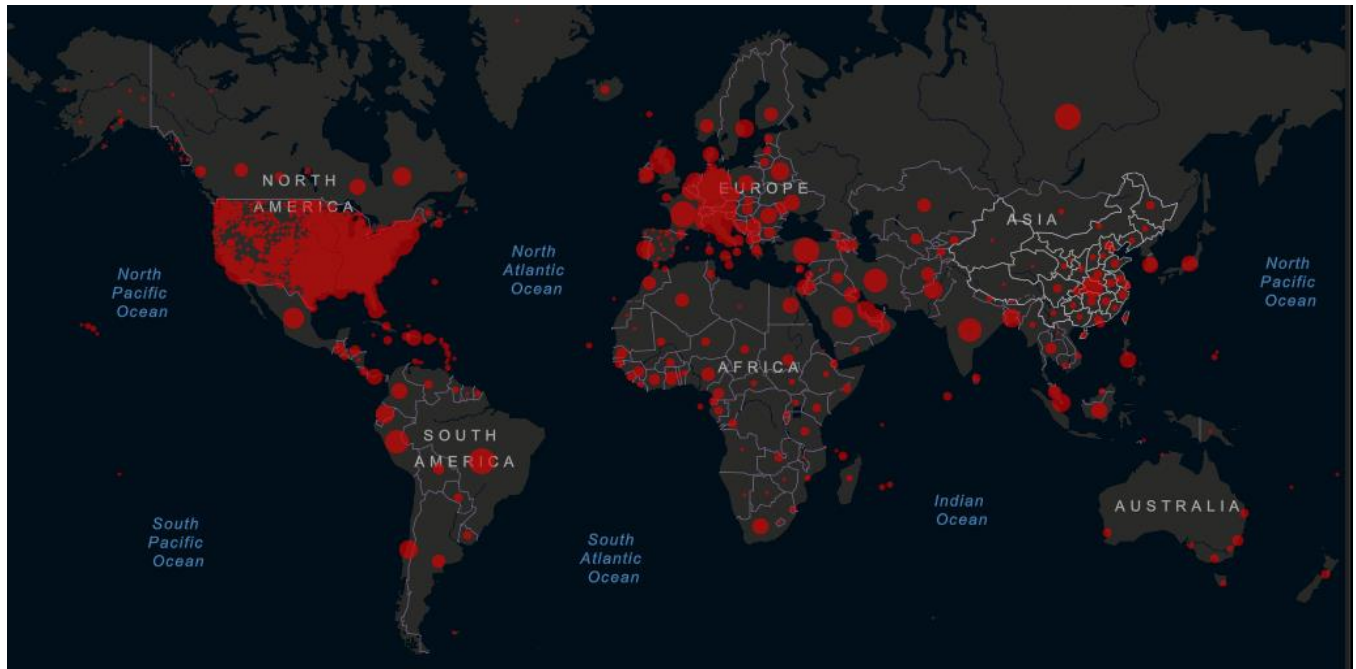 NORTH
AMERICA
EUROPE
ASIA
North
Atlantic
Ocean
North
Pacific
Ocean
North
Pacific
Ocean
AFRICA
SOUTH
AMERICA
Indian
Ocean
AUSTRALIA
South
Pacific
Ocean
South
Atlantic
Ocean